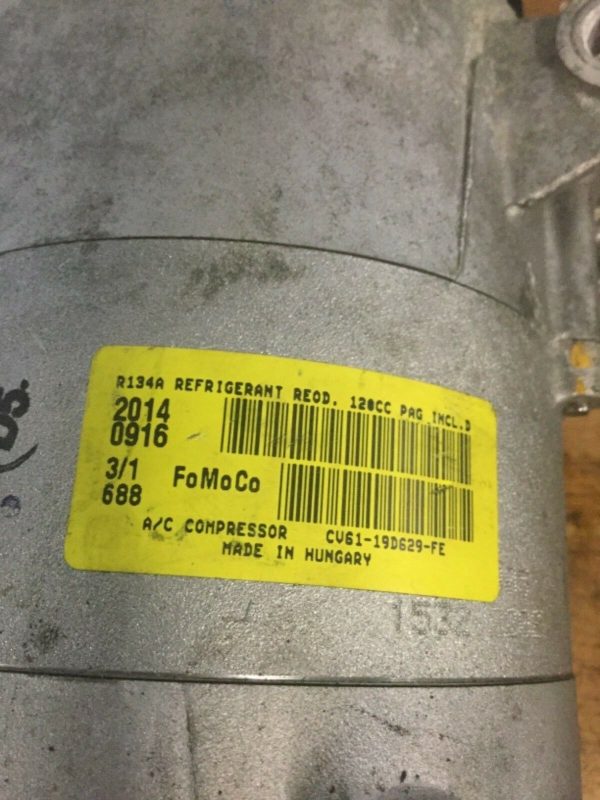 R134A REFRIGERANT REQD. 120CC PAG INCL.D
2014
0916
3/1
688
FoMoCo
A/C COMPRESSOR CV61-19D629-FE
MADE IN HUNGARY
1532